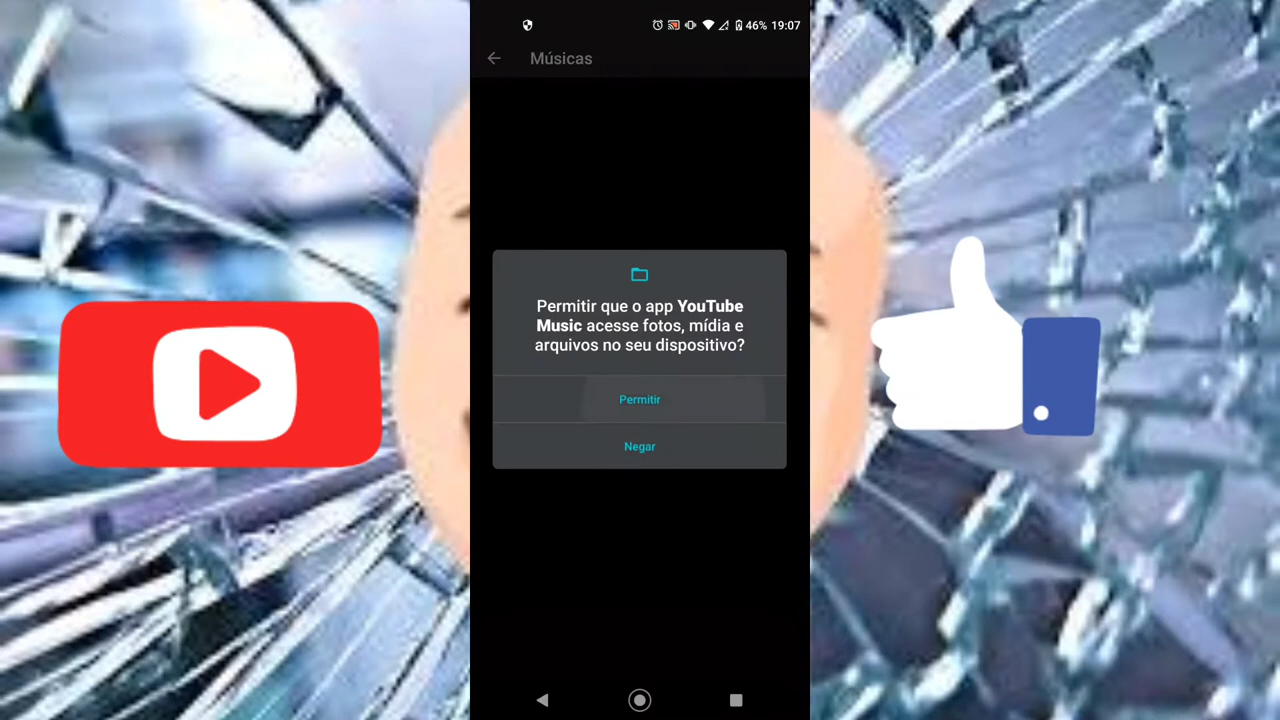 46% 19:07
Músicas
Permitir que o app YouTube
Music acesse fotos, mídia e
arquivos no seu dispositivo?
Permitir
Negar